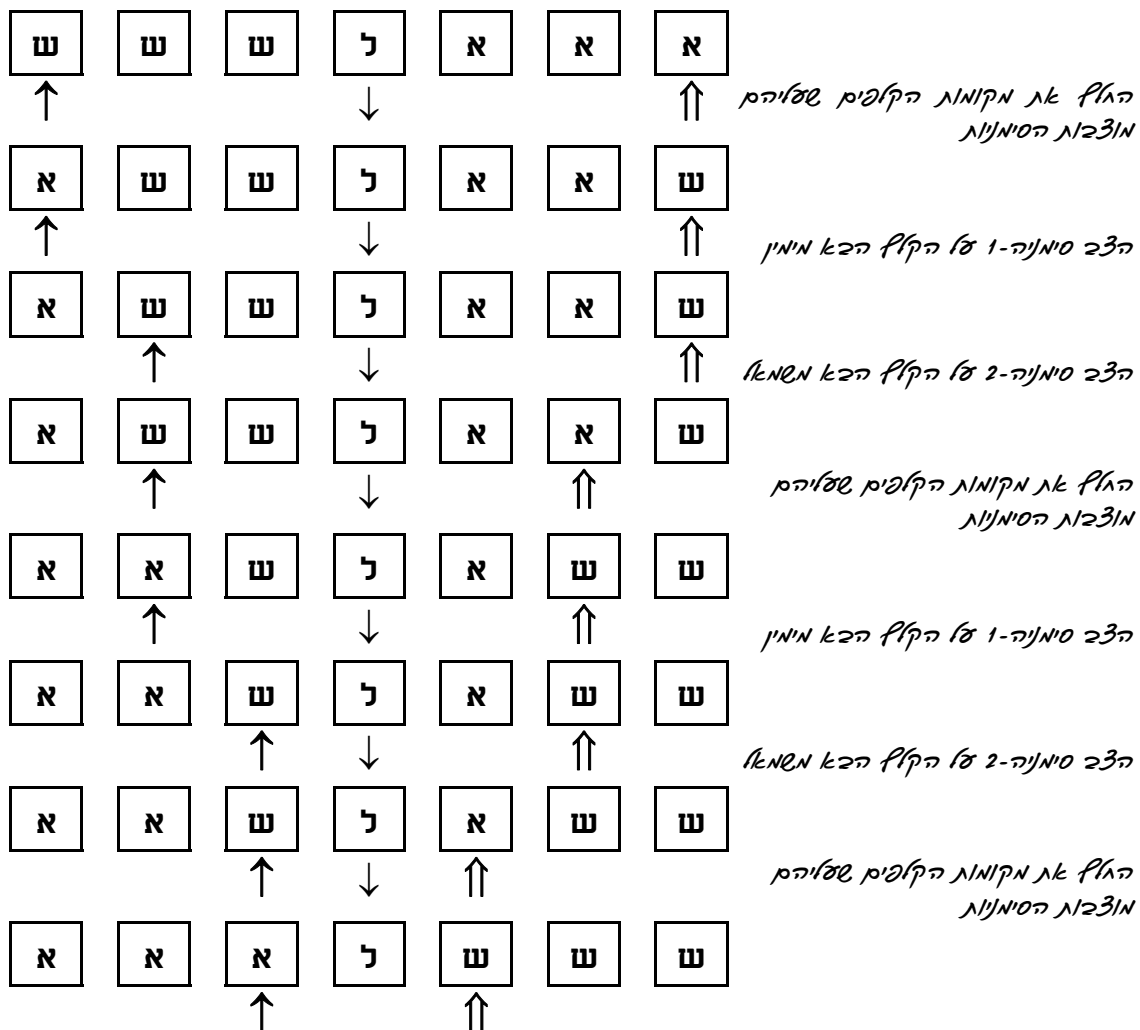 א א א ל ש ש ש
החלף את מקומות הקלפים שעליהם
מוצבות הסימניות
ש א א ל ש ש א
הצב סימניה-1 על הקלף הבא מימין
ש א א ל ש ש א
הצב סימניה-2 על הקלף הבא משמאל
ש א א ל ש ש א
החלף את מקומות הקלפים שעליהם
מוצבות הסימניות
ש ש א ל ש א א
הצב סימניה-1 על הקלף הבא מימין
ש ש א ל ש א א
הצב סימניה-2 על הקלף הבא משמאל
ש ש א ל ש א א
החלף את מקומות הקלפים שעליהם
מוצבות הסימניות
ש ש ש ל א א א